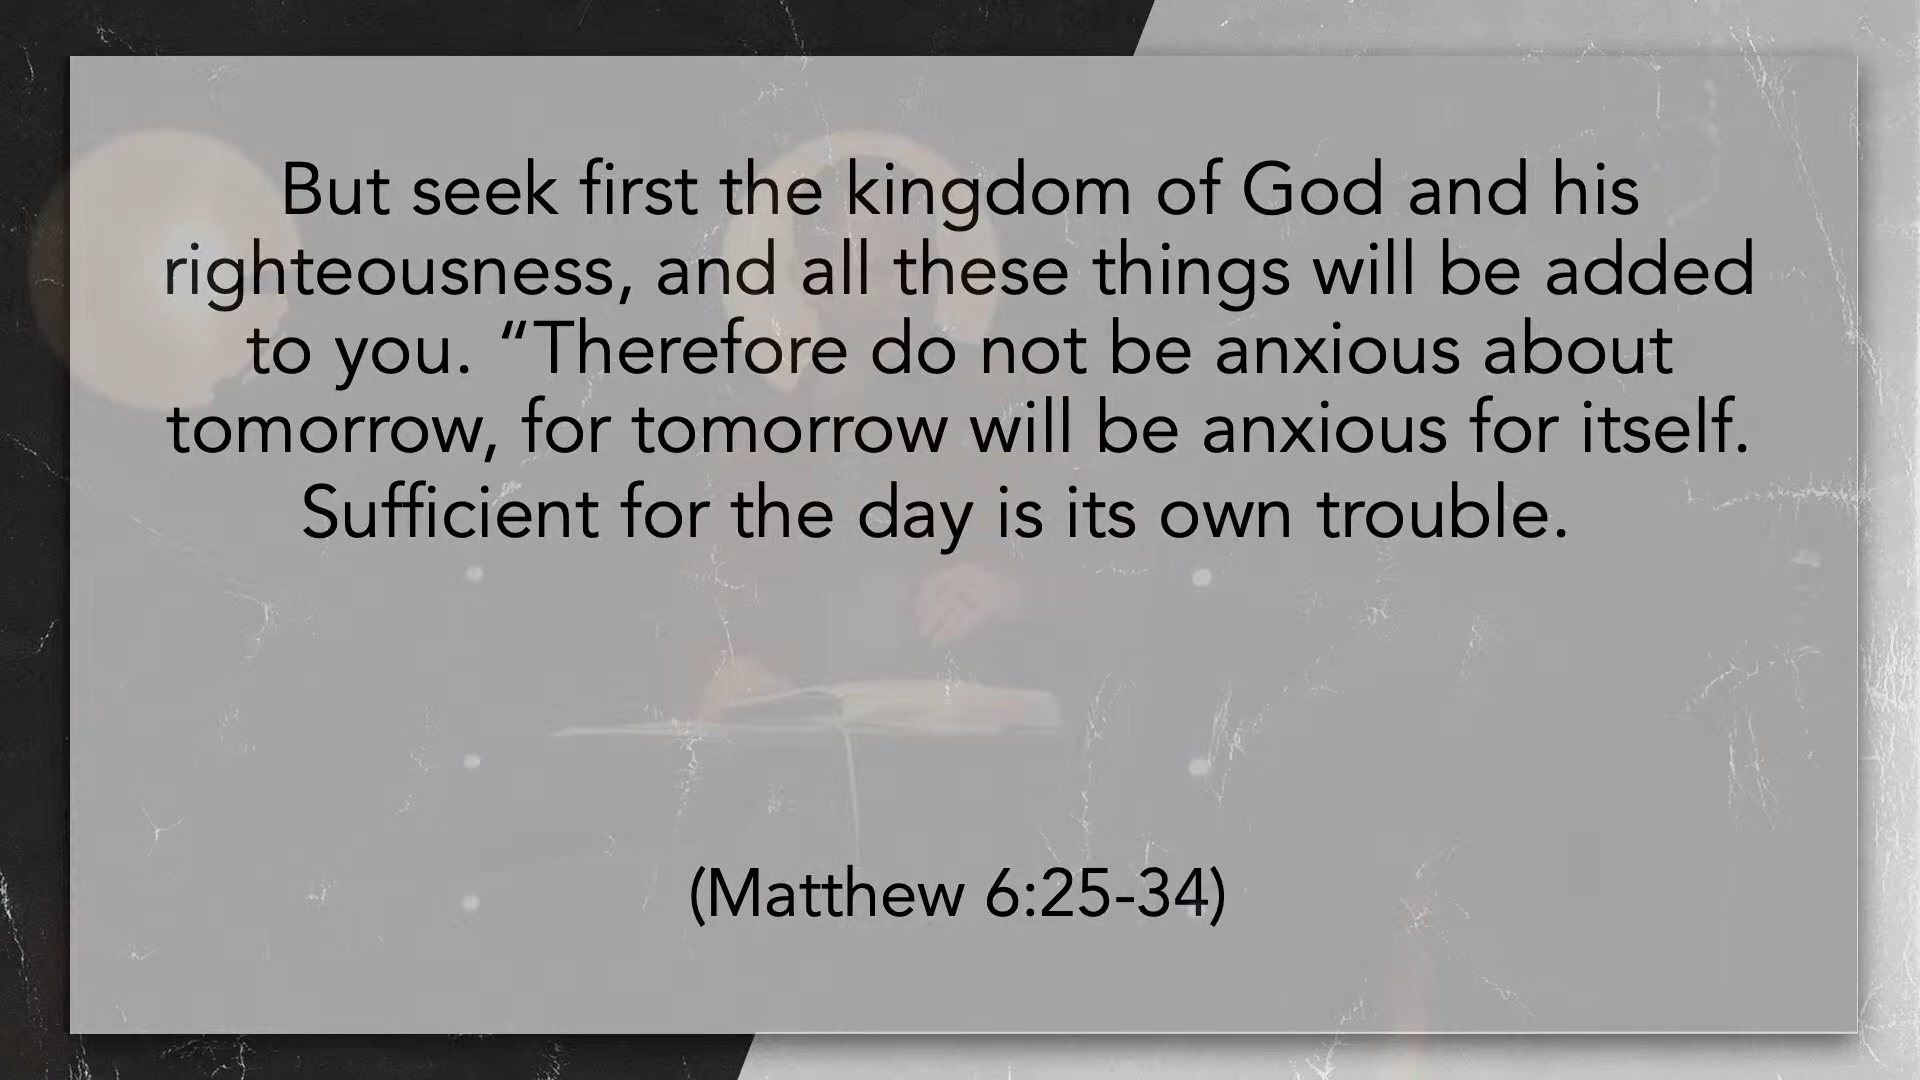 But seek first the kingdom of God and his
righteousness, and all these things will be added
to you. “Therefore do not be anxious about
tomorrow, for tomorrow will be anxious for itself.
Sufficient for the day is its own trouble.
(Matthew 6:25-34)